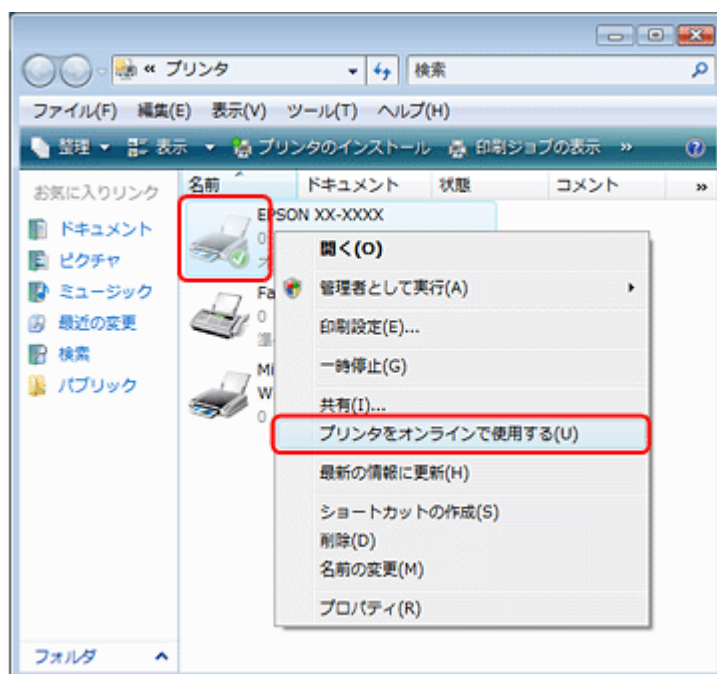 « プリンタ
検索
ファイル(F) 編集(E) 表示(V) ツール(T) ヘルプ(H)
整理 表示 プリンタのインストール 印刷ジョブの表示 »
お気に入りリンク
ドキュメント
ピクチャ
ミュージック
最近の変更
検索
パブリック
フォルダ
名前 ドキュメント 状態 コメント »
EPSON XX-XXXX
0
オ
Fa
0
準
Mi
W
0
開く(O)
管理者として実行(A)
印刷設定(E)...
一時停止(G)
共有(I)...
プリンタをオンラインで使用する(U)
最新の情報に更新(H)
ショートカットの作成(S)
削除(D)
名前の変更(M)
プロパティ(R)